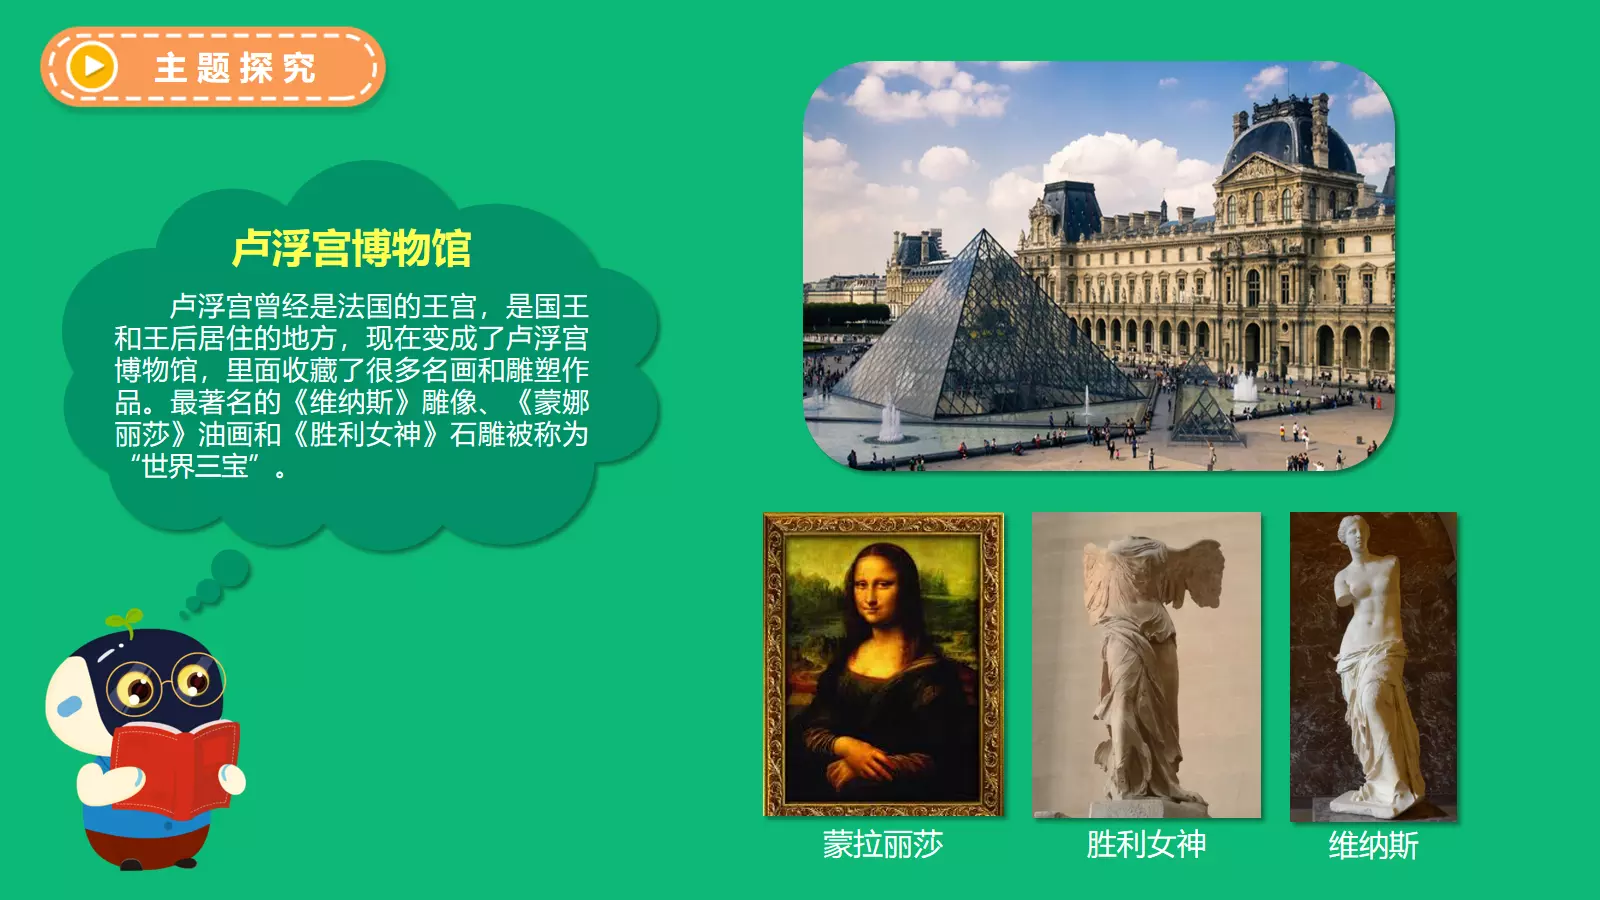 主题探究
卢浮宫博物馆
卢浮宫曾经是法国的王宫，是国王
和王后居住的地方，现在变成了卢浮宫
博物馆，里面收藏了很多名画和雕塑作
品。最著名的《维纳斯》雕像、《蒙娜
丽莎》油画和《胜利女神》石雕被称为
“世界三宝”。
蒙拉丽莎
胜利女神
维纳斯